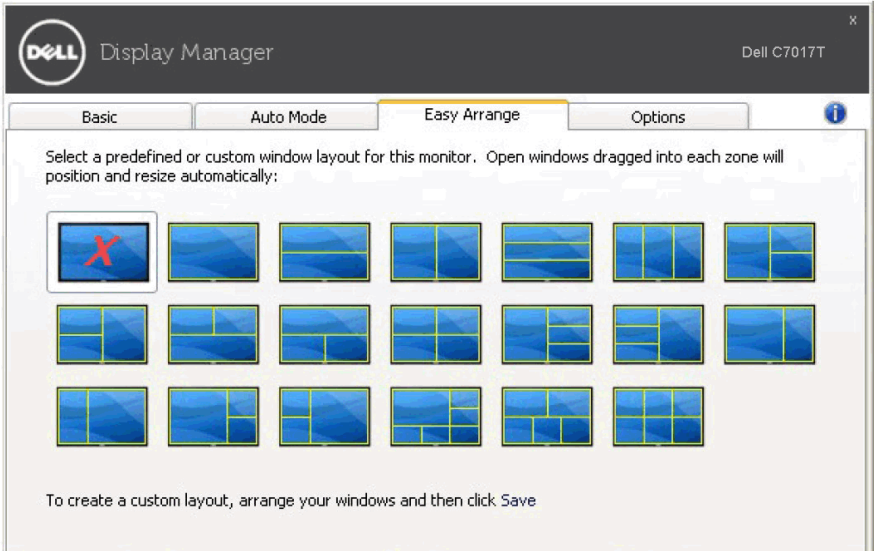 x
DELL Display Manager
Dell C7017T
Basic Auto Mode Easy Arrange Options i
Select a predefined or custom window layout for this monitor. Open windows dragged into each zone will
position and resize automatically:
X
To create a custom layout, arrange your windows and then click Save